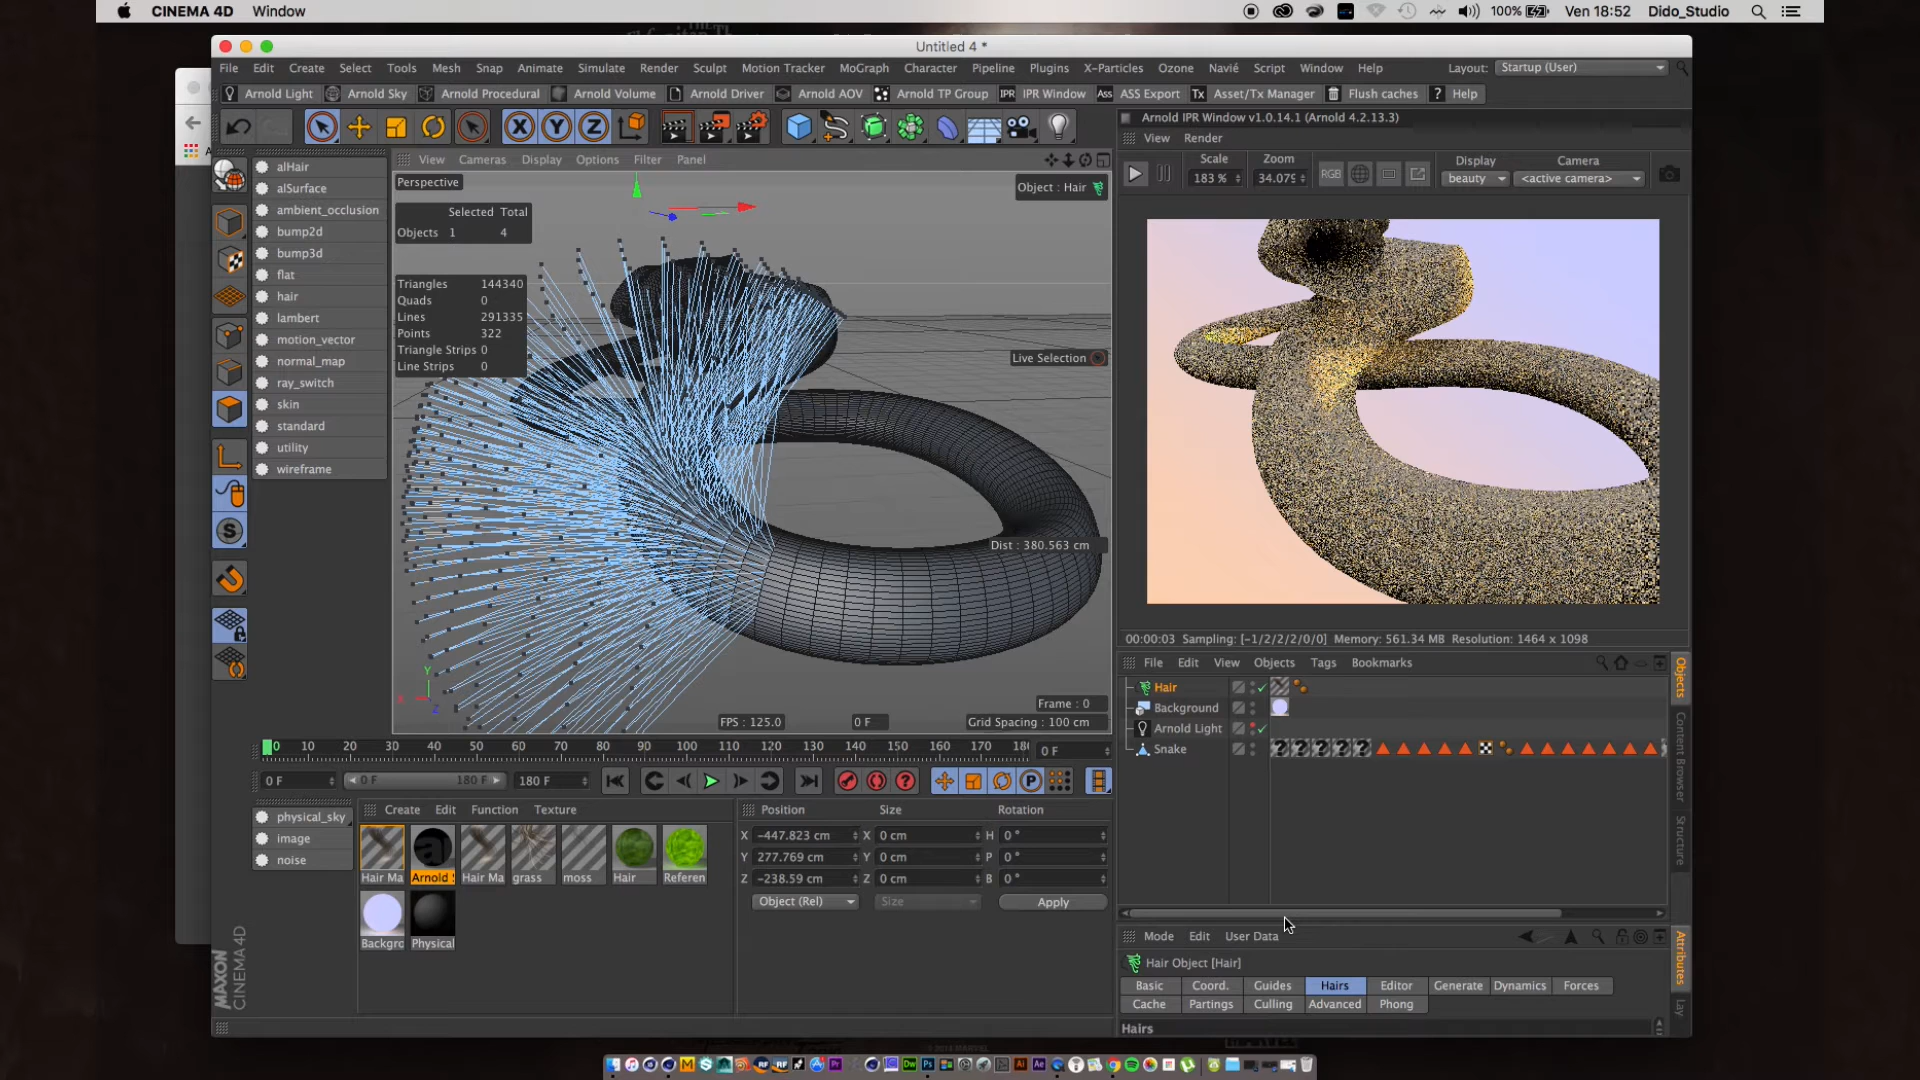 CINEMA 4D Window
100% Ven 18:52 Dido_Studio
Untitled 4 *
File Edit Create Select Tools Mesh Snap Animate Simulate Render Sculpt Motion Tracker MoGraph Character Pipeline Plugins X-Particles Ozone Navié Script Window Help Layout: Startup (User)
Arnold Light Arnold Sky Arnold Procedural Arnold Volume Arnold Driver Arnold AOV Arnold TP Group IPR IPR Window Ass ASS Export Tx Asset/Tx Manager Flush caches ? Help
X Y Z
Arnold IPR Window v1.0.14.1 (Arnold 4.2.13.3)
View Render
Scale Zoom Display Camera
183 % 34.079 RGB beauty <active camera>
alHair
alSurface
ambient_occlusion
bump2d
bump3d
flat
hair
lambert
motion_vector
normal_map
ray_switch
skin
standard
utility
wireframe
View Cameras Display Options Filter Panel
Perspective
Object : Hair
Selected Total
Objects 1 4
Triangles 144340
Quads 0
Lines 291335
Points 322
Triangle Strips 0
Line Strips 0
Live Selection
Dist : 380.563 cm
Y
X
Z
Frame : 0
FPS : 125.0 0 F Grid Spacing : 100 cm
00:00:03 Sampling: [-1/2/2/2/0/0] Memory: 561.34 MB Resolution: 1464 x 1098
File Edit View Objects Tags Bookmarks
Hair
Background
Arnold Light
Snake
Objects
Content Browser
Structure
0 10 20 30 40 50 60 70 80 90 100 110 120 130 140 150 160 170 18 0 F
0 F 0 F 180 F 180 F
P
physical_sky
image
noise
Create Edit Function Texture
Hair Ma Arnold S Hair Ma grass moss Hair Referen
Backgro Physical
Position Size Rotation
X -447.823 cm X 0 cm H 0 °
Y 277.769 cm Y 0 cm P 0 °
Z -238.59 cm Z 0 cm B 0 °
Object (Rel) Size Apply
MAXON
CINEMA 4D
Mode Edit User Data
Hair Object [Hair]
Basic Coord. Guides Hairs Editor Generate Dynamics Forces
Cache Partings Culling Advanced Phong
Hairs
Attributes
Lay